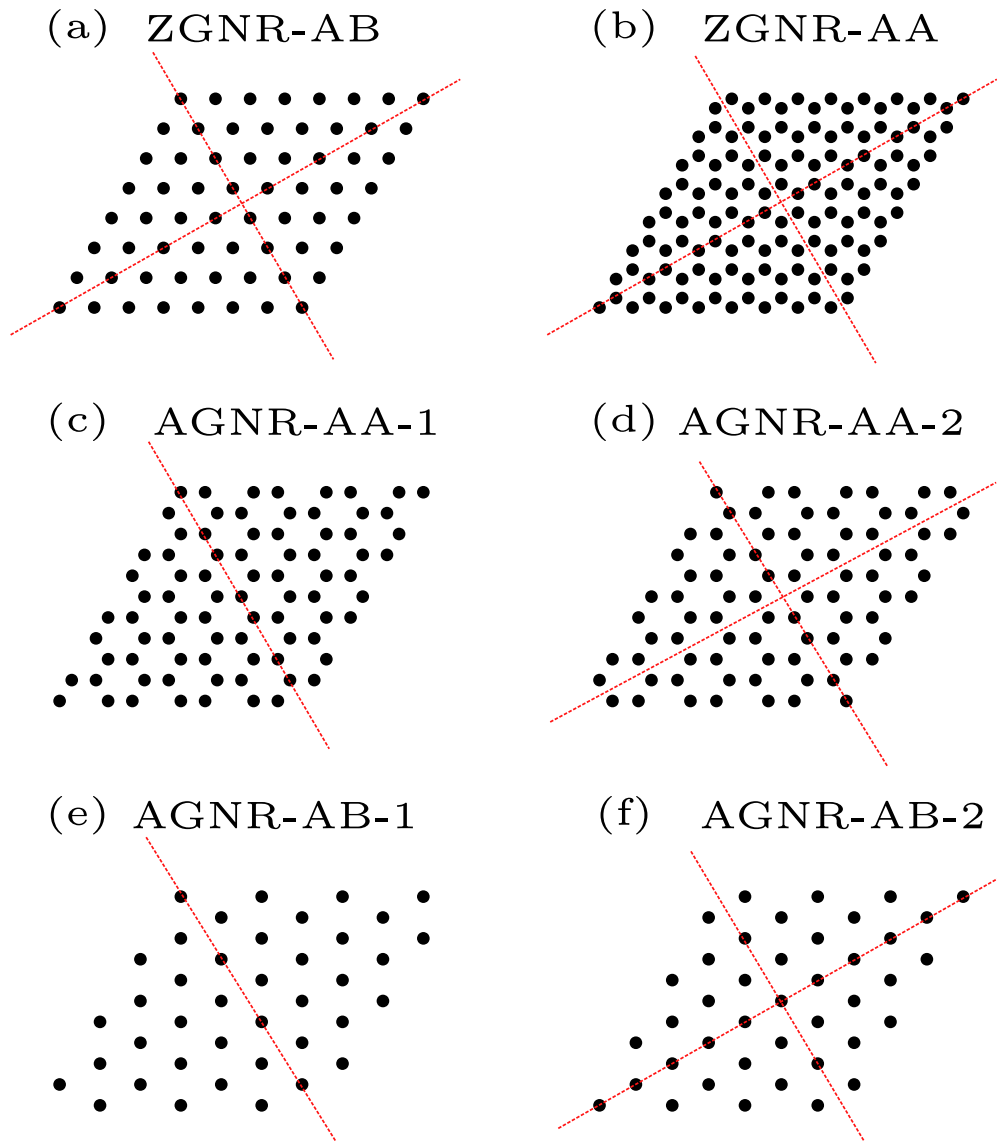 (a) ZGNR-AB
(b) ZGNR-AA
(c) AGNR-AA-1
(d) AGNR-AA-2
(e) AGNR-AB-1
(f) AGNR-AB-2